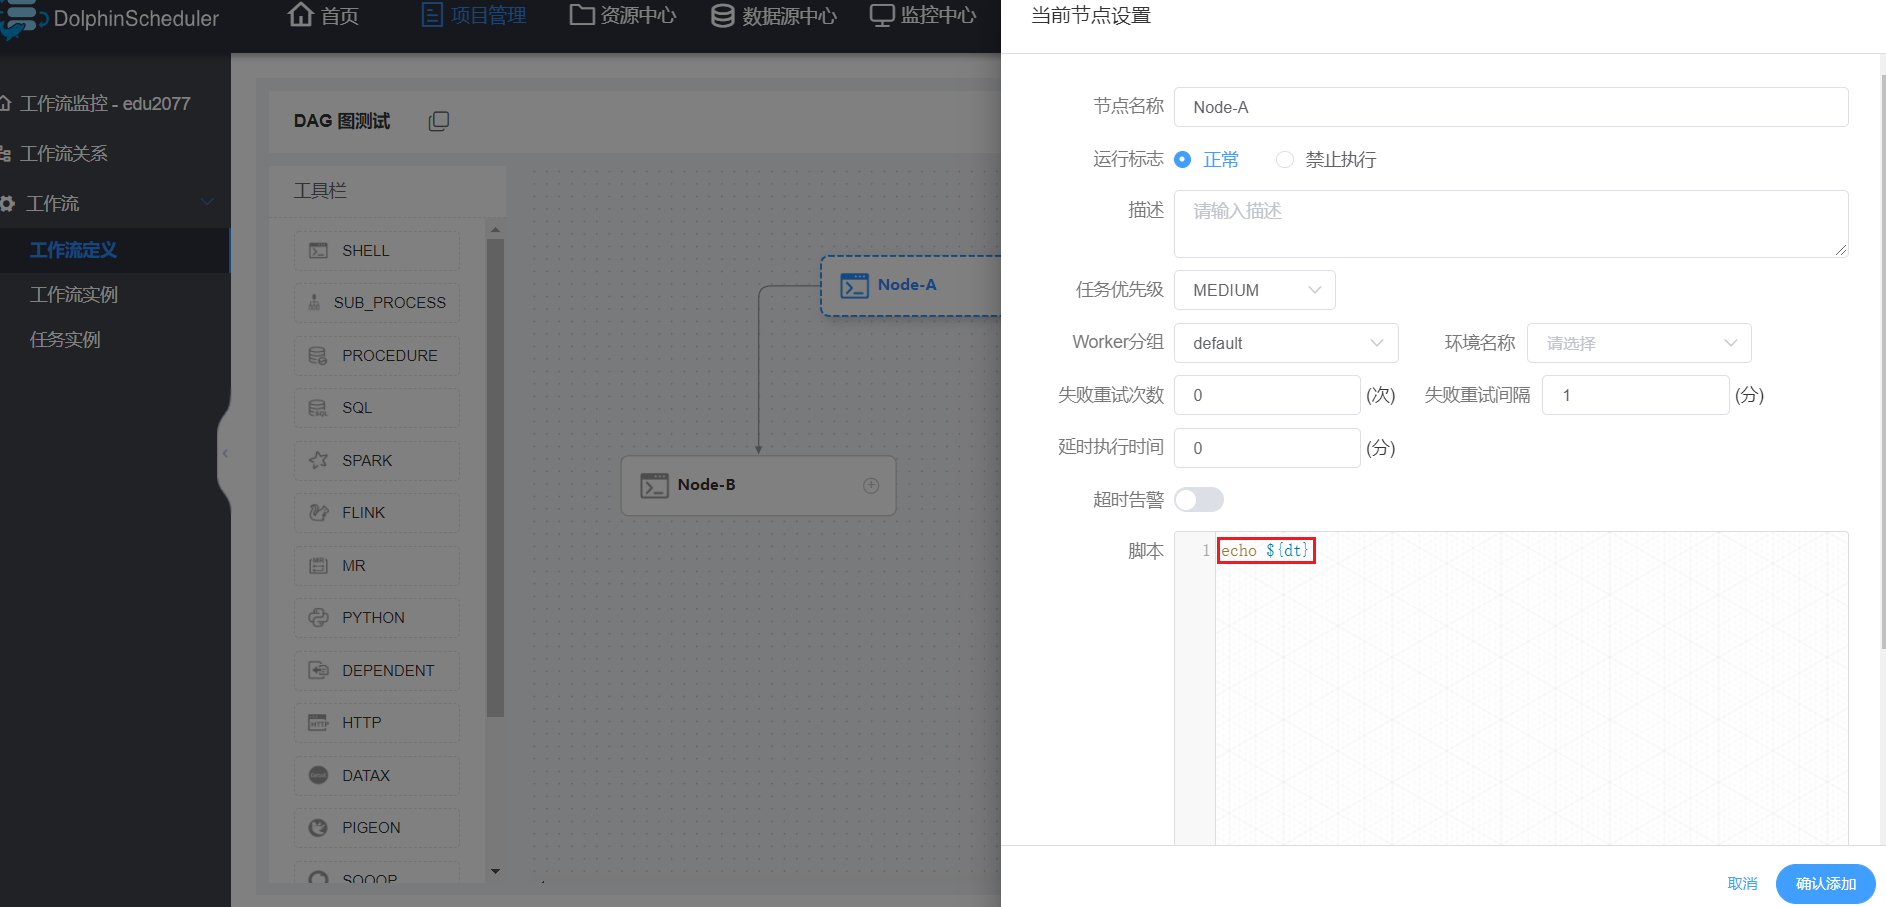 DolphinScheduler
首页
项目管理
资源中心
数据源中心
监控中心
工作流监控 - edu2077
工作流关系
工作流
工作流定义
工作流实例
任务实例
DAG 图测试
工具栏
SHELL
SUB_PROCESS
PROCEDURE
SQL
SPARK
FLINK
MR
PYTHON
DEPENDENT
HTTP
DATAX
PIGEON
SQOOP
Node-A
Node-B
当前节点设置
节点名称 Node-A
运行标志 正常 禁止执行
描述 请输入描述
任务优先级 MEDIUM
Worker分组 default 环境名称 请选择
失败重试次数 0 (次) 失败重试间隔 1 (分)
延时执行时间 0 (分)
超时告警
脚本 1 echo ${dt}
取消 确认添加